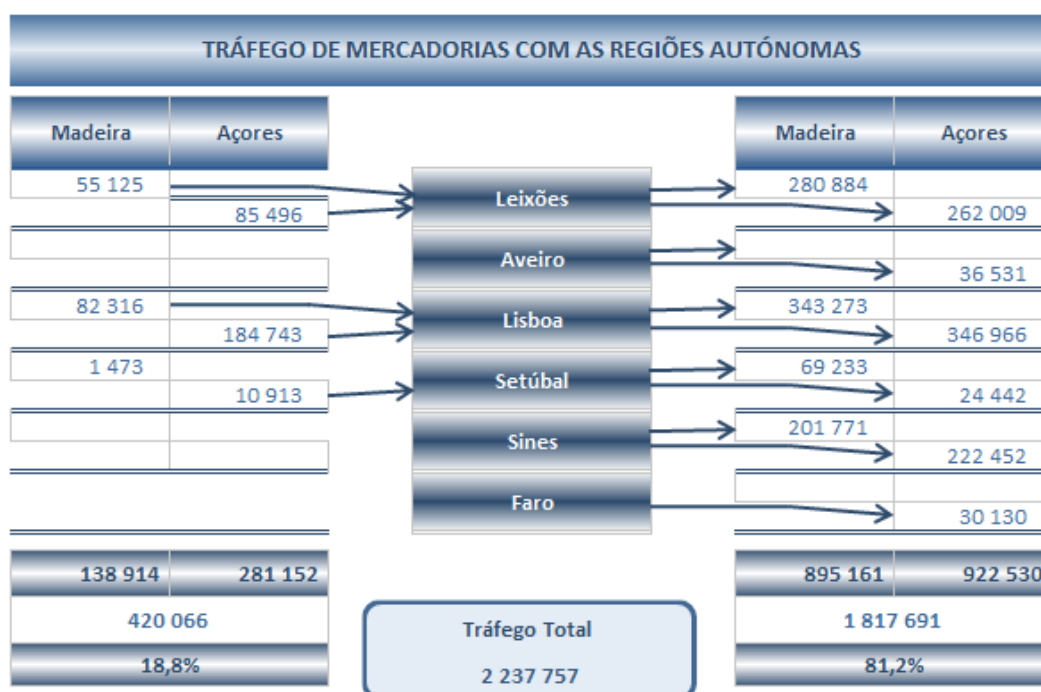 TRÁFEGO DE MERCADORIAS COM AS REGIÕES AUTÓNOMAS
Madeira Açores Madeira Açores
55 125 Leixões 280 884
85 496 262 009
Aveiro
36 531
82 316 Lisboa 343 273
184 743 346 966
1 473 Setúbal 69 233
10 913 24 442
Sines 201 771
222 452
Faro
30 130
138 914 281 152 895 161 922 530
420 066 1 817 691
Tráfego Total
18,8% 81,2%
2 237 757